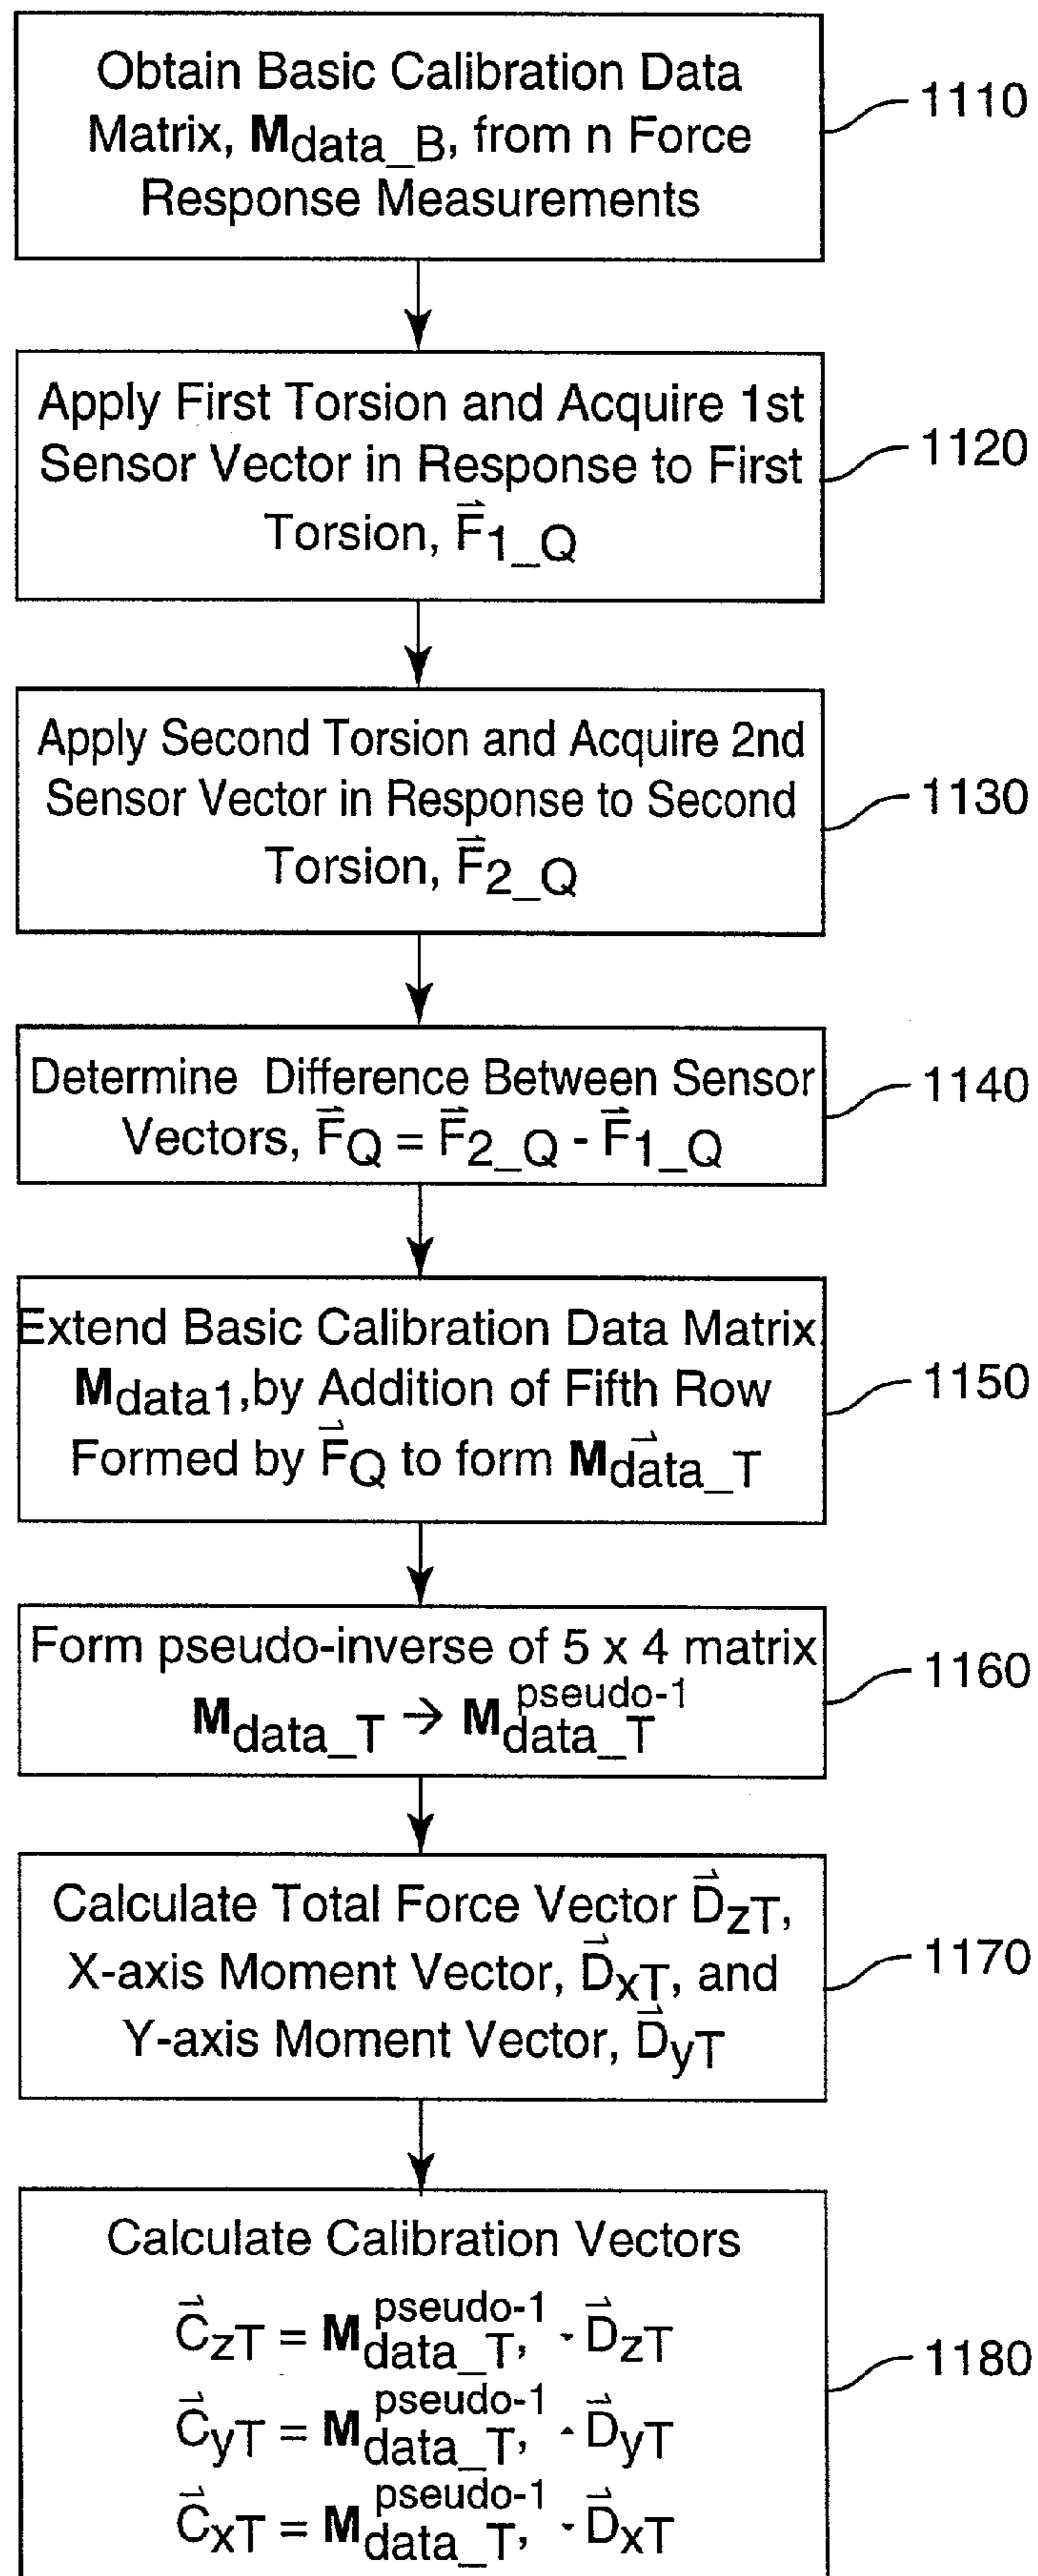 Obtain Basic Calibration Data
Matrix, Mdata_B, from n Force
Response Measurements
1110
Apply First Torsion and Acquire 1st
Sensor Vector in Response to First
Torsion, F⃗1_Q
1120
Apply Second Torsion and Acquire 2nd
Sensor Vector in Response to Second
Torsion, F⃗2_Q
1130
Determine Difference Between Sensor
Vectors, F⃗Q = F⃗2_Q - F⃗1_Q
1140
Extend Basic Calibration Data Matrix,
Mdata1,by Addition of Fifth Row
Formed by F⃗Q to form M⃗data_T
1150
Form pseudo-inverse of 5 x 4 matrix
Mdata_T → Mdata_T pseudo-1
1160
Calculate Total Force Vector D⃗zT,
X-axis Moment Vector, D⃗xT, and
Y-axis Moment Vector, D⃗yT
1170
Calculate Calibration Vectors
C⃗zT = Mdata_T, pseudo-1 · D⃗zT
C⃗yT = Mdata_T, pseudo-1 · D⃗yT
C⃗xT = Mdata_T, pseudo-1 · D⃗xT
1180